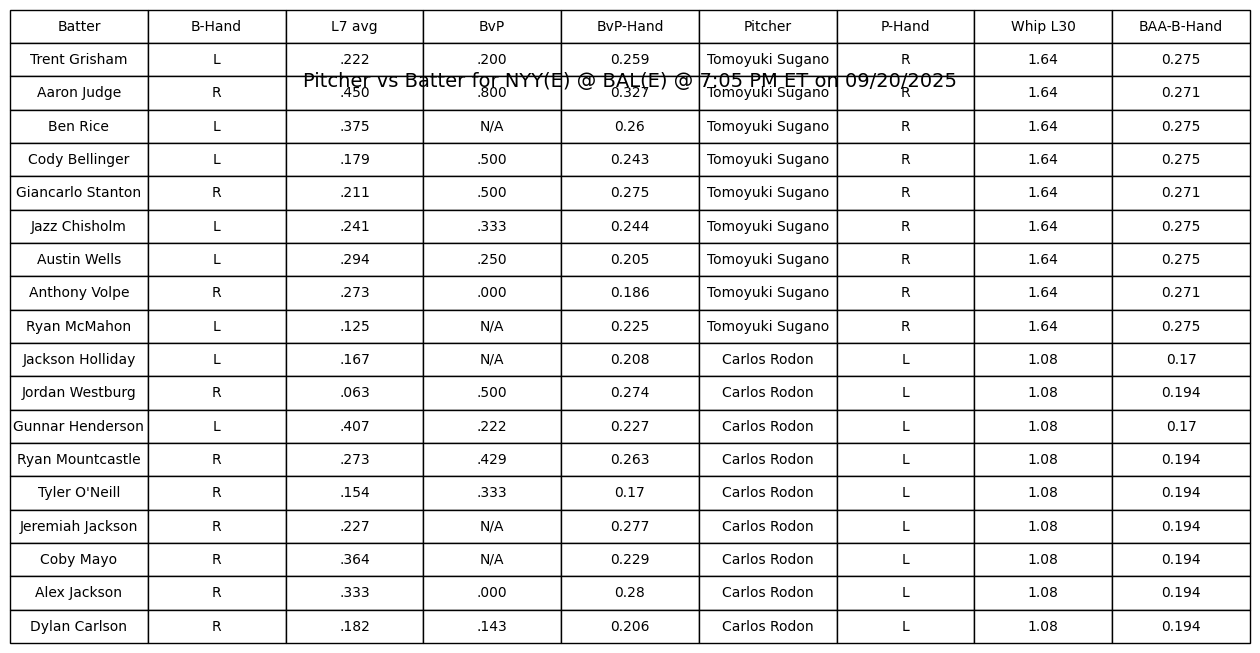 Batter B-Hand L7 avg BvP BvP-Hand Pitcher P-Hand Whip L30 BAA-B-Hand
Trent Grisham L .222 .200 0.259 Tomoyuki Sugano R 1.64 0.275
Pitcher vs Batter for NYY(E) @ BAL(E) @ 7:05 PM ET on 09/20/2025
Aaron Judge R .450 .800 0.327 Tomoyuki Sugano R 1.64 0.271
Ben Rice L .375 N/A 0.26 Tomoyuki Sugano R 1.64 0.275
Cody Bellinger L .179 .500 0.243 Tomoyuki Sugano R 1.64 0.275
Giancarlo Stanton R .211 .500 0.275 Tomoyuki Sugano R 1.64 0.271
Jazz Chisholm L .241 .333 0.244 Tomoyuki Sugano R 1.64 0.275
Austin Wells L .294 .250 0.205 Tomoyuki Sugano R 1.64 0.275
Anthony Volpe R .273 .000 0.186 Tomoyuki Sugano R 1.64 0.271
Ryan McMahon L .125 N/A 0.225 Tomoyuki Sugano R 1.64 0.275
Jackson Holliday L .167 N/A 0.208 Carlos Rodon L 1.08 0.17
Jordan Westburg R .063 .500 0.274 Carlos Rodon L 1.08 0.194
Gunnar Henderson L .407 .222 0.227 Carlos Rodon L 1.08 0.17
Ryan Mountcastle R .273 .429 0.263 Carlos Rodon L 1.08 0.194
Tyler O'Neill R .154 .333 0.17 Carlos Rodon L 1.08 0.194
Jeremiah Jackson R .227 N/A 0.277 Carlos Rodon L 1.08 0.194
Coby Mayo R .364 N/A 0.229 Carlos Rodon L 1.08 0.194
Alex Jackson R .333 .000 0.28 Carlos Rodon L 1.08 0.194
Dylan Carlson R .182 .143 0.206 Carlos Rodon L 1.08 0.194